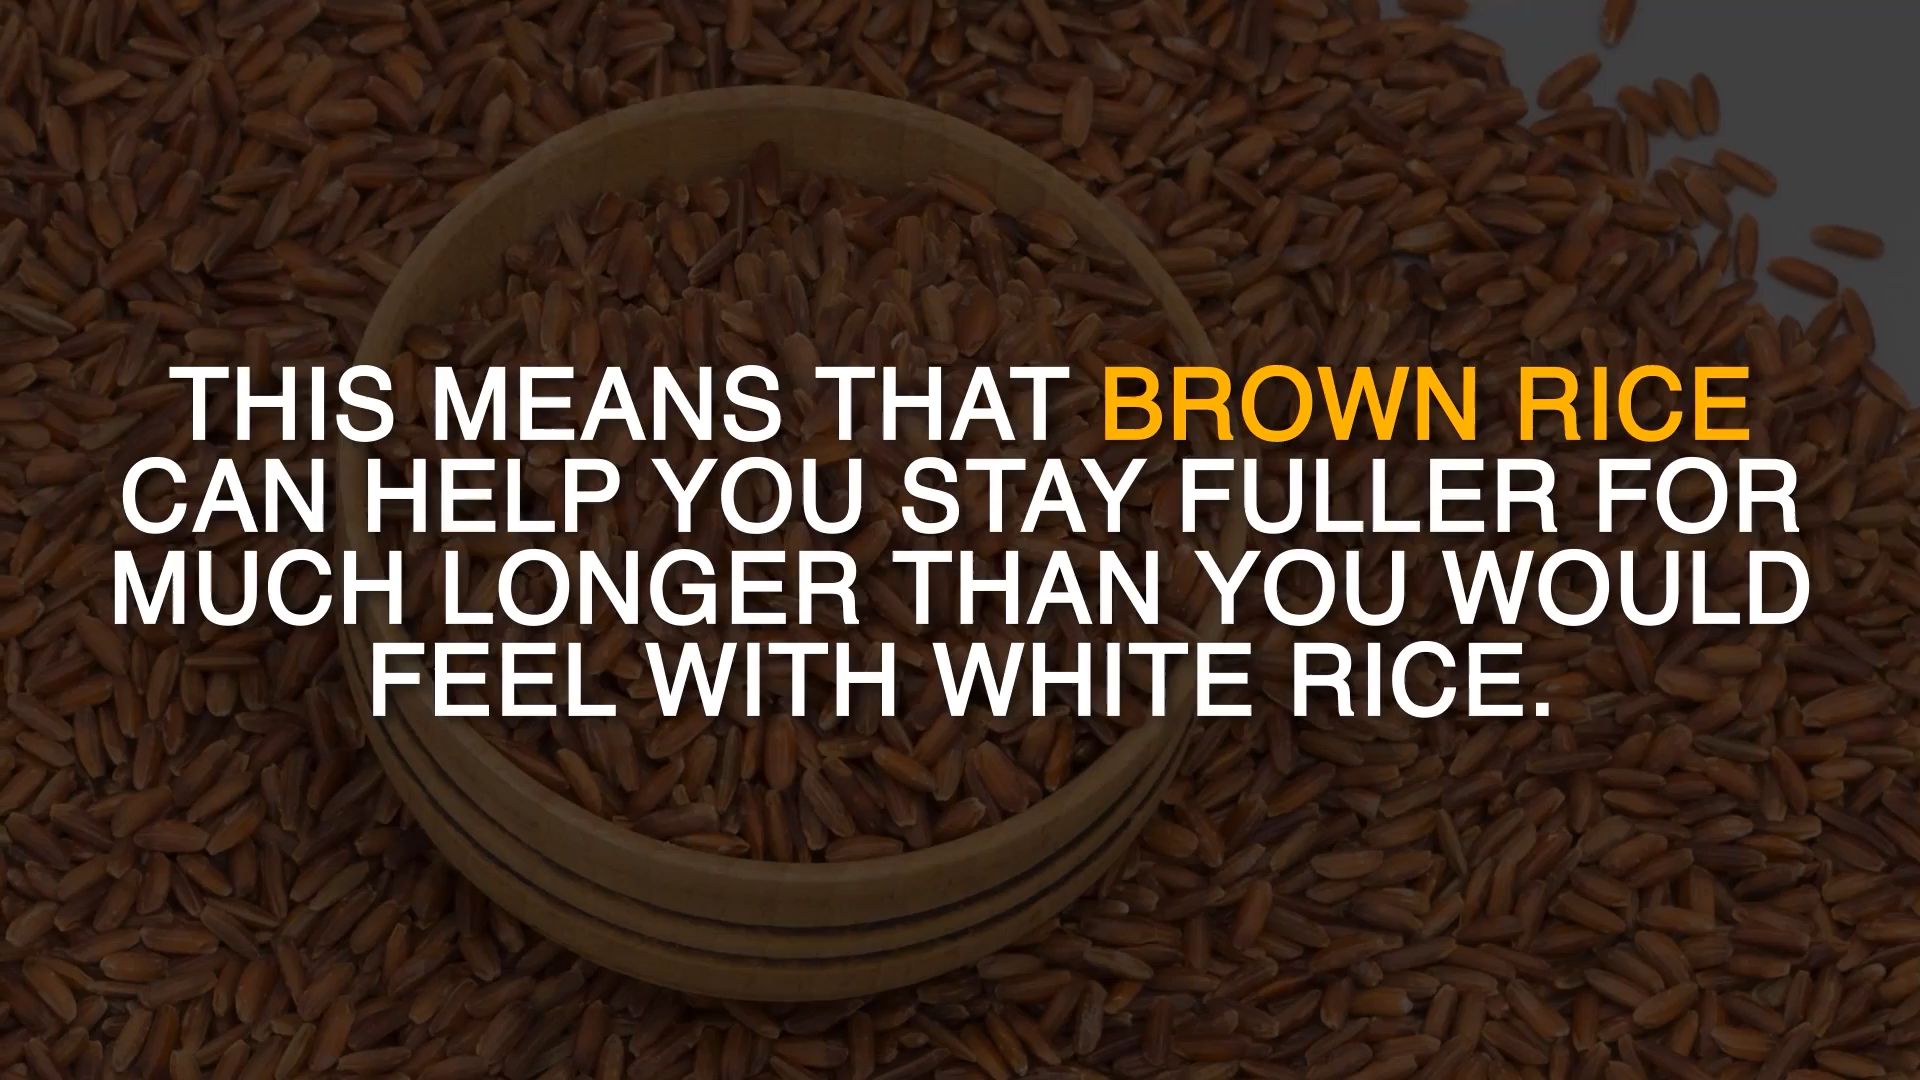 THIS MEANS THAT BROWN RICE
CAN HELP YOU STAY FULLER FOR
MUCH LONGER THAN YOU WOULD
FEEL WITH WHITE RICE.